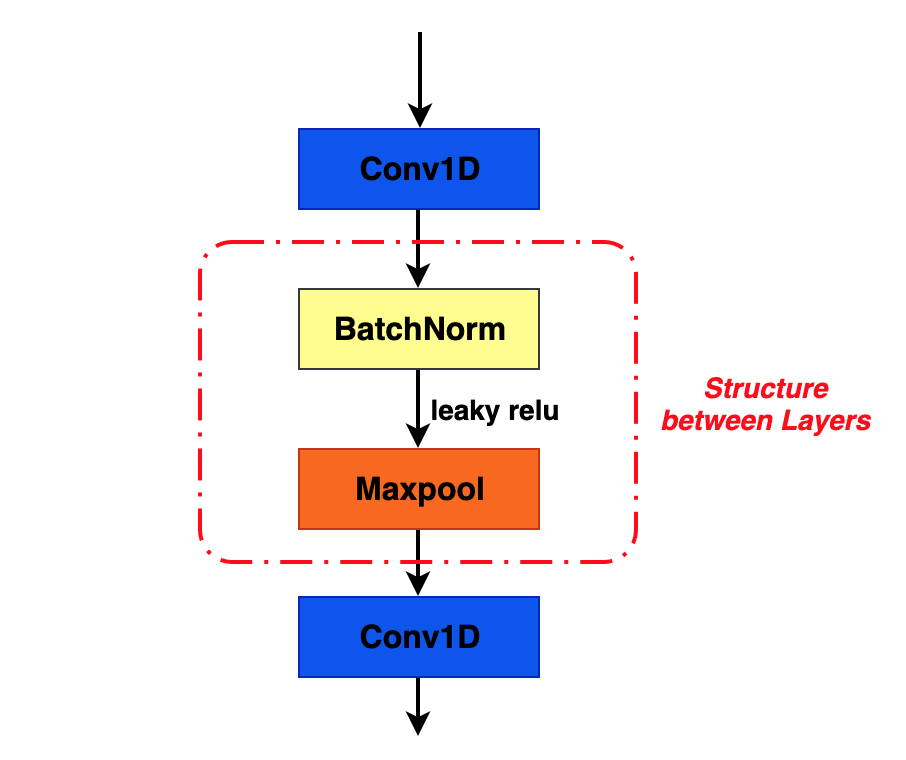 Conv1D
BatchNorm
leaky relu
Structure
between Layers
Maxpool
Conv1D